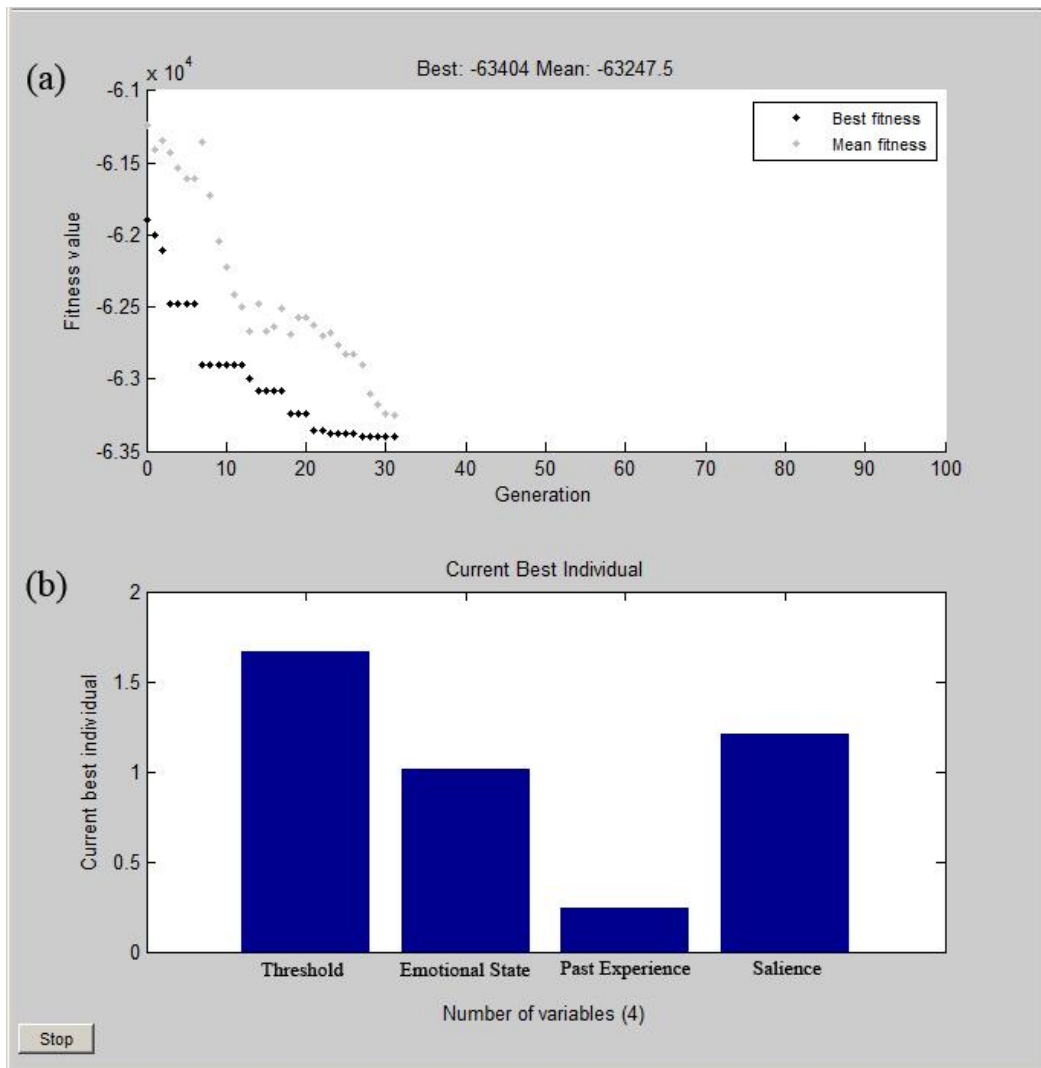 (a)
x 10^4
Best: -63404 Mean: -63247.5
-6.1
-6.15
-6.2
-6.25
-6.3
-6.35
Fitness value
Best fitness
Mean fitness
0 10 20 30 40 50 60 70 80 90 100
Generation
(b)
Current Best Individual
2
1.5
1
0.5
0
Current best individual
Threshold Emotional State Past Experience Salience
Number of variables (4)
Stop